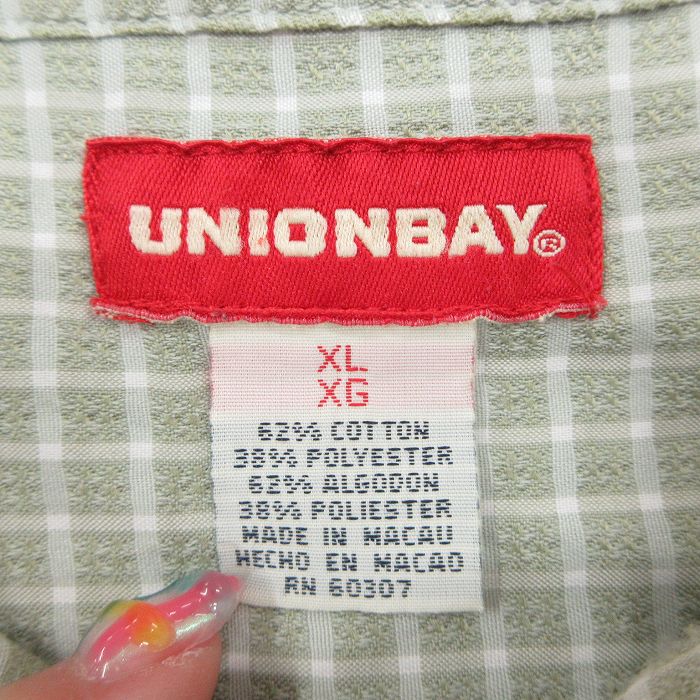 UNIONBAY®
XL
XG
62% COTTON
38% POLYESTER
62% ALGODON
38% POLIESTER
MADE IN MACAU
HECHO EN MACAO
RN 60307